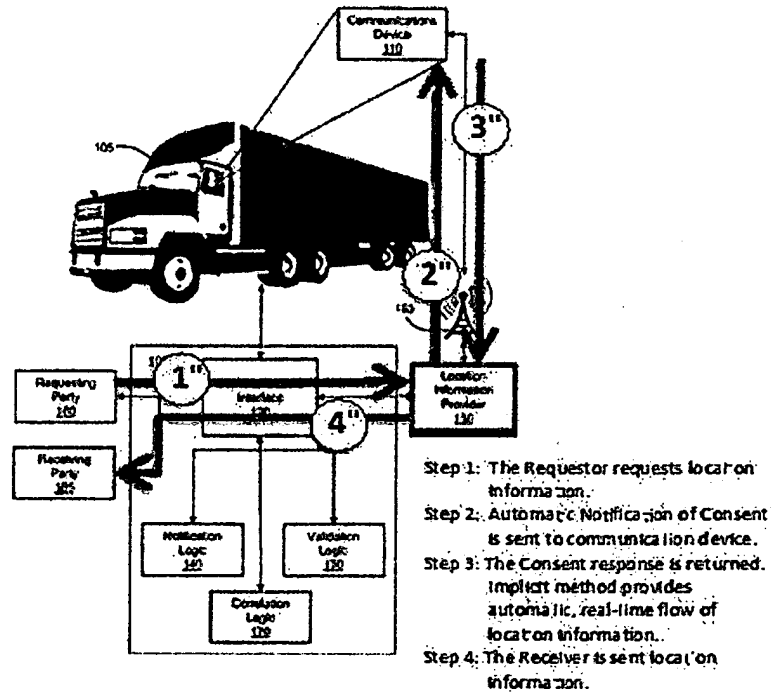 Communications
Device
110
3"
105
2"
Requesting
Party
1"
Interface
Location
Information
Provider
4"
Receiving
Party
Notification
Logic
140
Validation
Logic
Correlation
Logic
Step 1: The Requestor requests location
Information.
Step 2: Automatic Notification of Consent
is sent to communication device.
Step 3: The Consent response is returned.
Implicit method provides
automatic, real-time flow of
location information.
Step 4: The Receiver is sent location
Information.